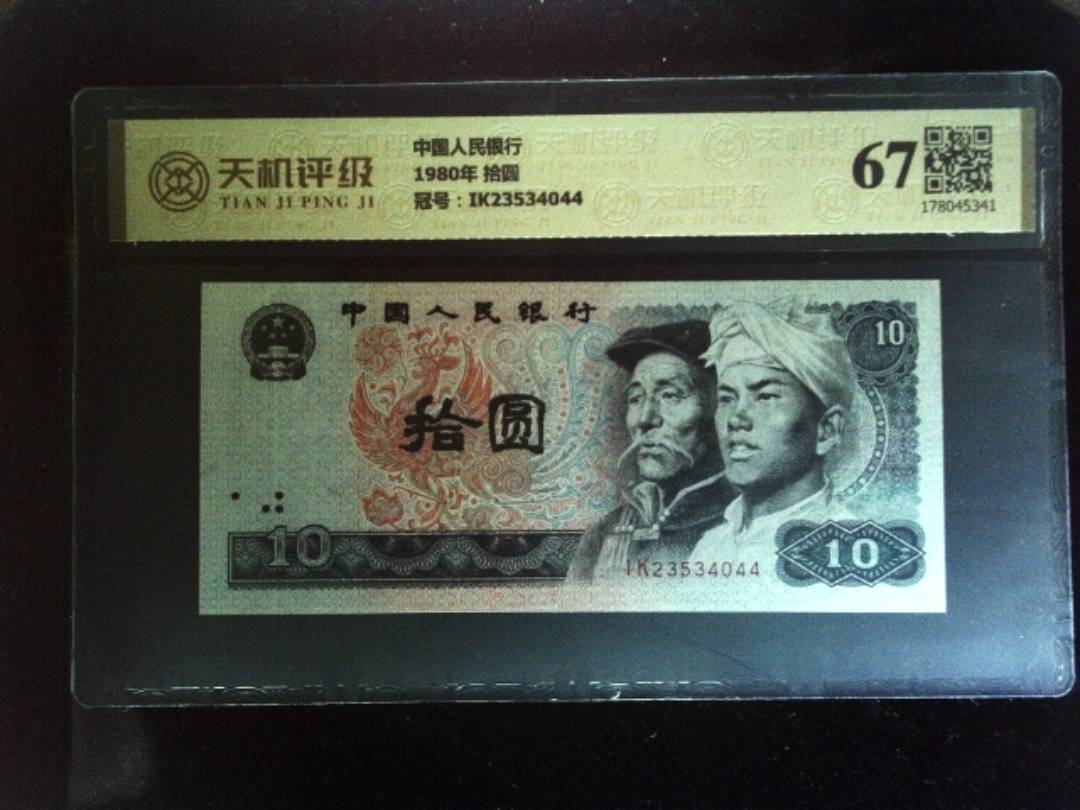 天机评级
TIAN JI PING JI
中国人民银行
1980年 拾圆
冠号：IK23534044
67
178045341
中国人民银行
10
拾圆
10
IK23534044
10